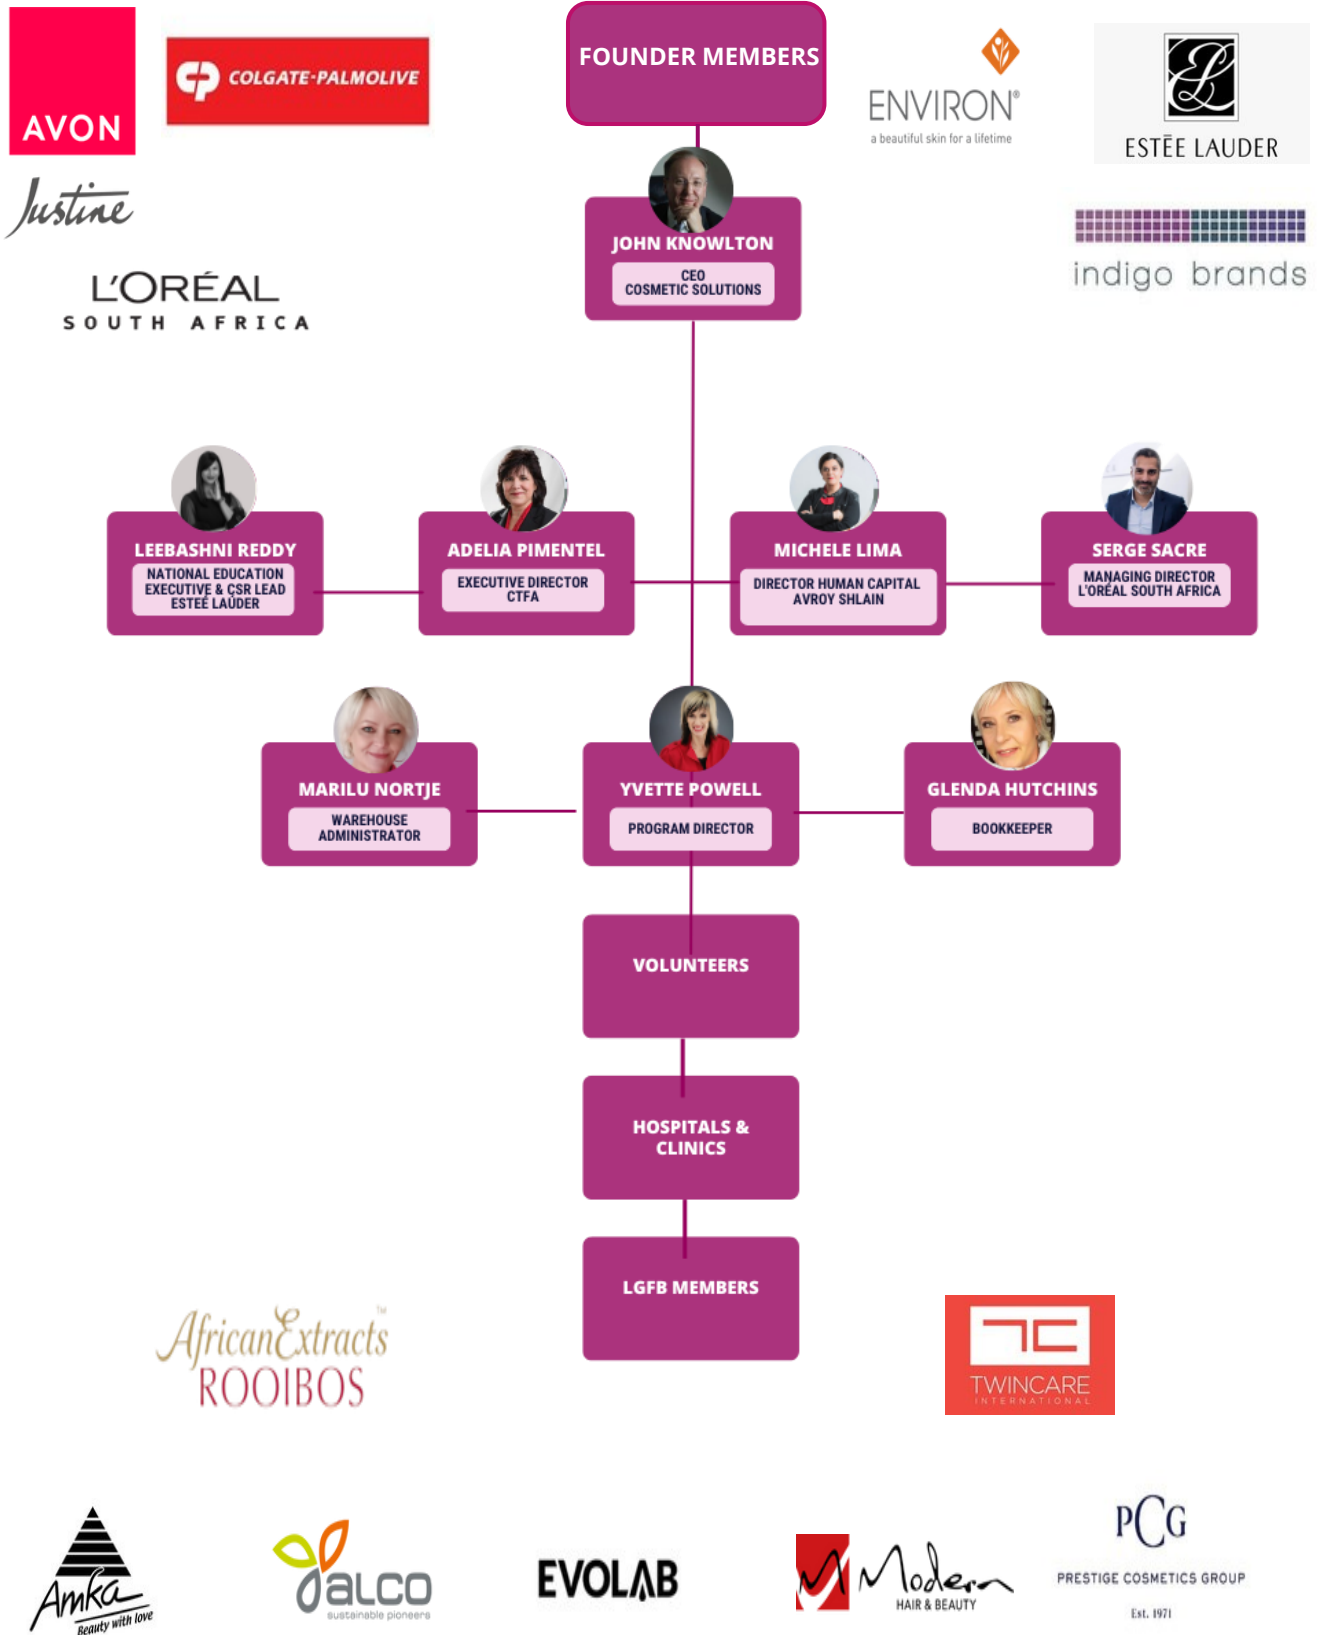 FOUNDER MEMBERS
AVON
COLGATE-PALMOLIVE
ENVIRON®
a beautiful skin for a lifetime
ESTĒE LAUDER
Justine
L'ORÉAL
SOUTH AFRICA
indigo brands
JOHN KNOWLTON
CEO
COSMETIC SOLUTIONS
LEEBASHNI REDDY
NATIONAL EDUCATION
EXECUTIVE & CSR LEAD
ESTEÉ LAUDER
ADELIA PIMENTEL
EXECUTIVE DIRECTOR
CTFA
MICHELE LIMA
DIRECTOR HUMAN CAPITAL
AVROY SHLAIN
SERGE SACRE
MANAGING DIRECTOR
L'ORÉAL SOUTH AFRICA
MARILU NORTJE
WAREHOUSE
ADMINISTRATOR
YVETTE POWELL
PROGRAM DIRECTOR
GLENDA HUTCHINS
BOOKKEEPER
VOLUNTEERS
HOSPITALS &
CLINICS
LGFB MEMBERS
African Extracts™
ROOIBOS
TC
TWINCARE
INTERNATIONAL
Amka
Beauty with love
alco
sustainable pioneers
EVOLAB
M Modern
HAIR & BEAUTY
PCG
PRESTIGE COSMETICS GROUP
Est. 1971